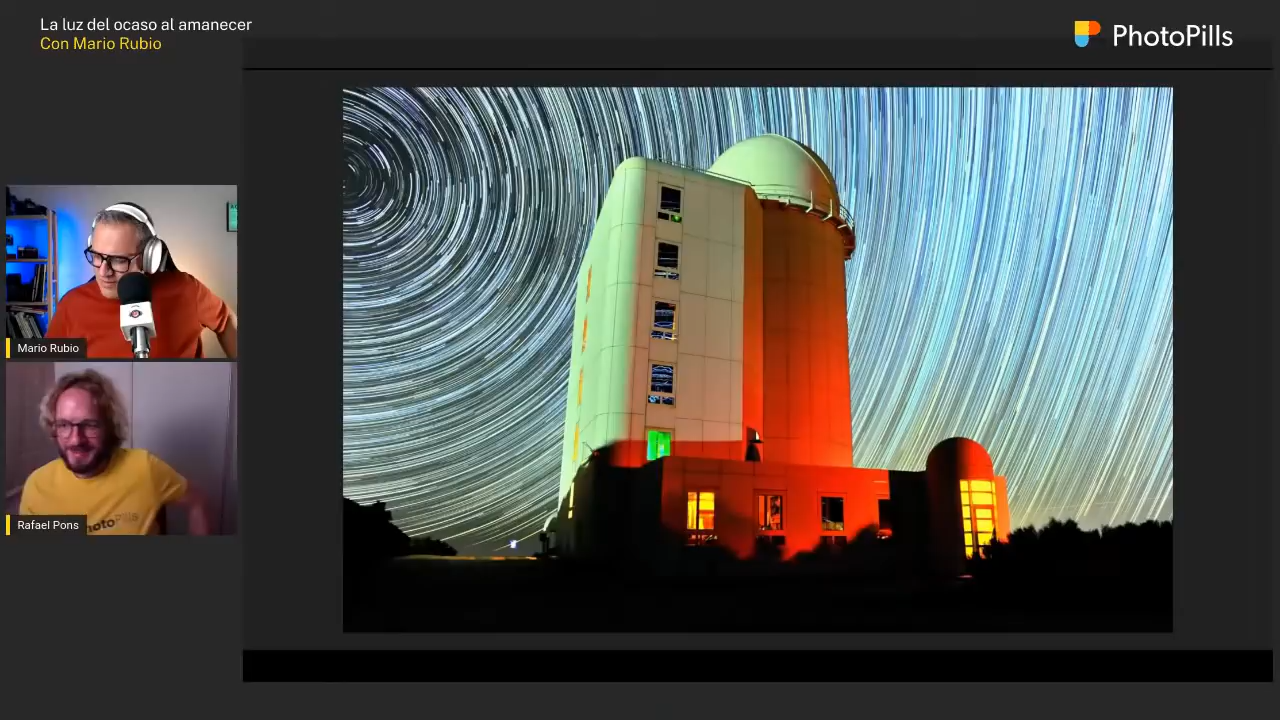 La luz del ocaso al amanecer
Con Mario Rubio
PhotoPills
Mario Rubio
Rafael Pons